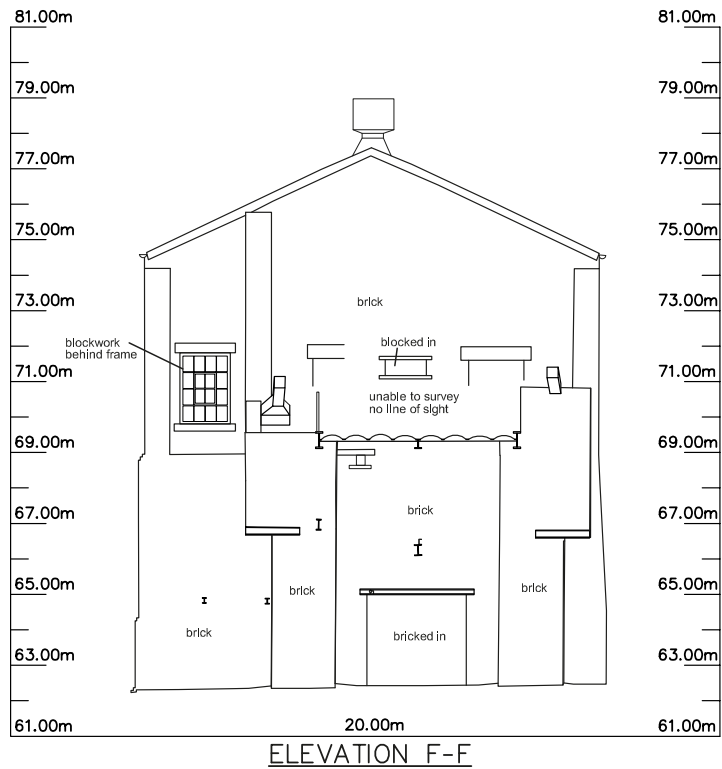 81.00m 81.00m
79.00m 79.00m
77.00m 77.00m
75.00m 75.00m
73.00m 73.00m
brick
blockwork
behind frame
blocked in
71.00m 71.00m
unable to survey
no line of sight
69.00m 69.00m
67.00m 67.00m
brick
65.00m 65.00m
brick
brick
brick
bricked in
63.00m 63.00m
61.00m 20.00m 61.00m
ELEVATION F-F